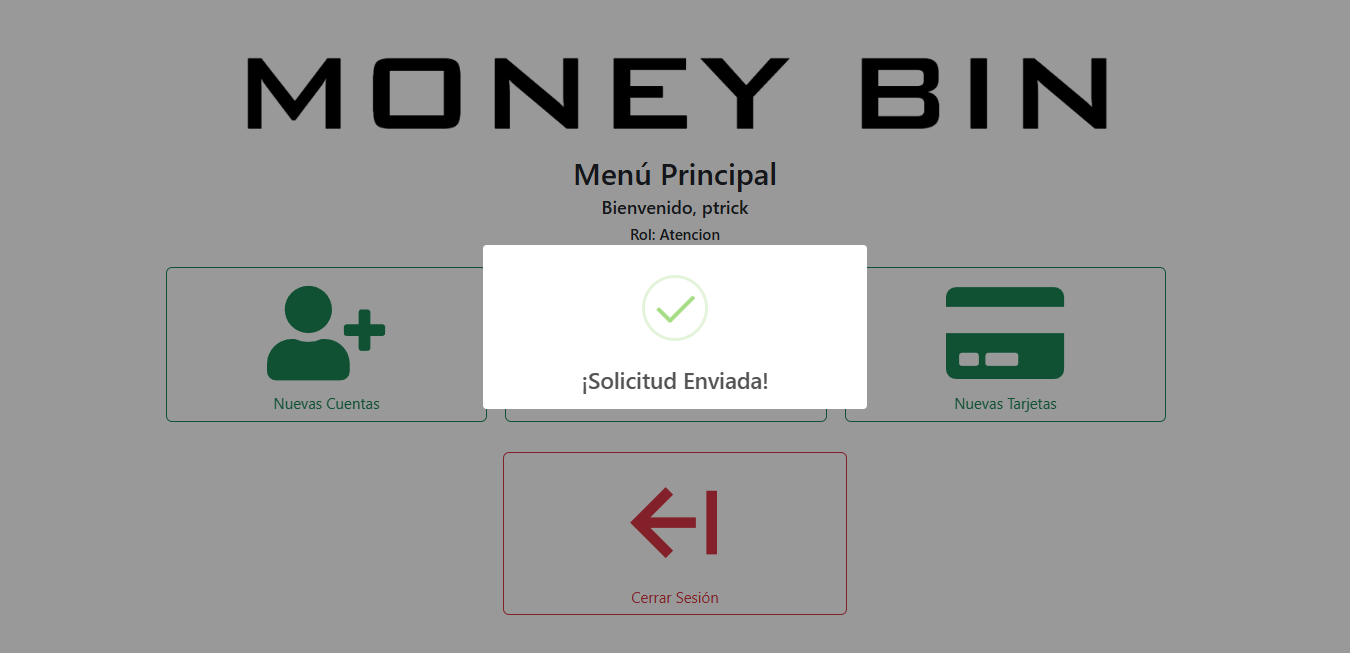 MONEY BIN
Menú Principal
Bienvenido, ptrick
Rol: Atencion
¡Solicitud Enviada!
Nuevas Cuentas
Nuevas Tarjetas
Cerrar Sesión